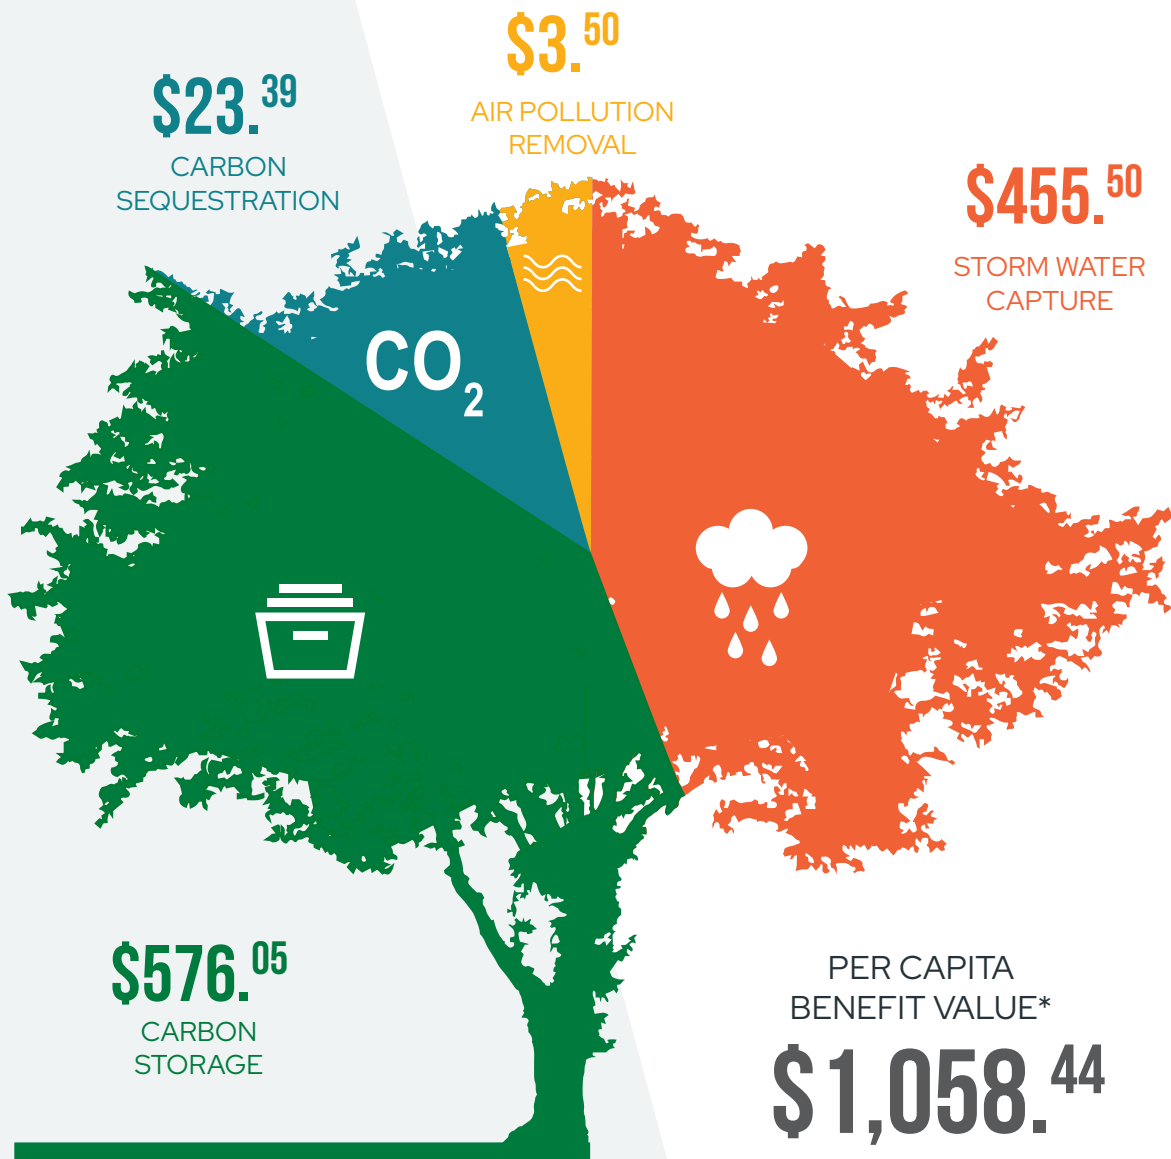 $3.50
AIR POLLUTION
REMOVAL
$23.39
CARBON
SEQUESTRATION
$455.50
STORM WATER
CAPTURE
CO₂
$576.05
CARBON
STORAGE
PER CAPITA
BENEFIT VALUE*
$1,058.44